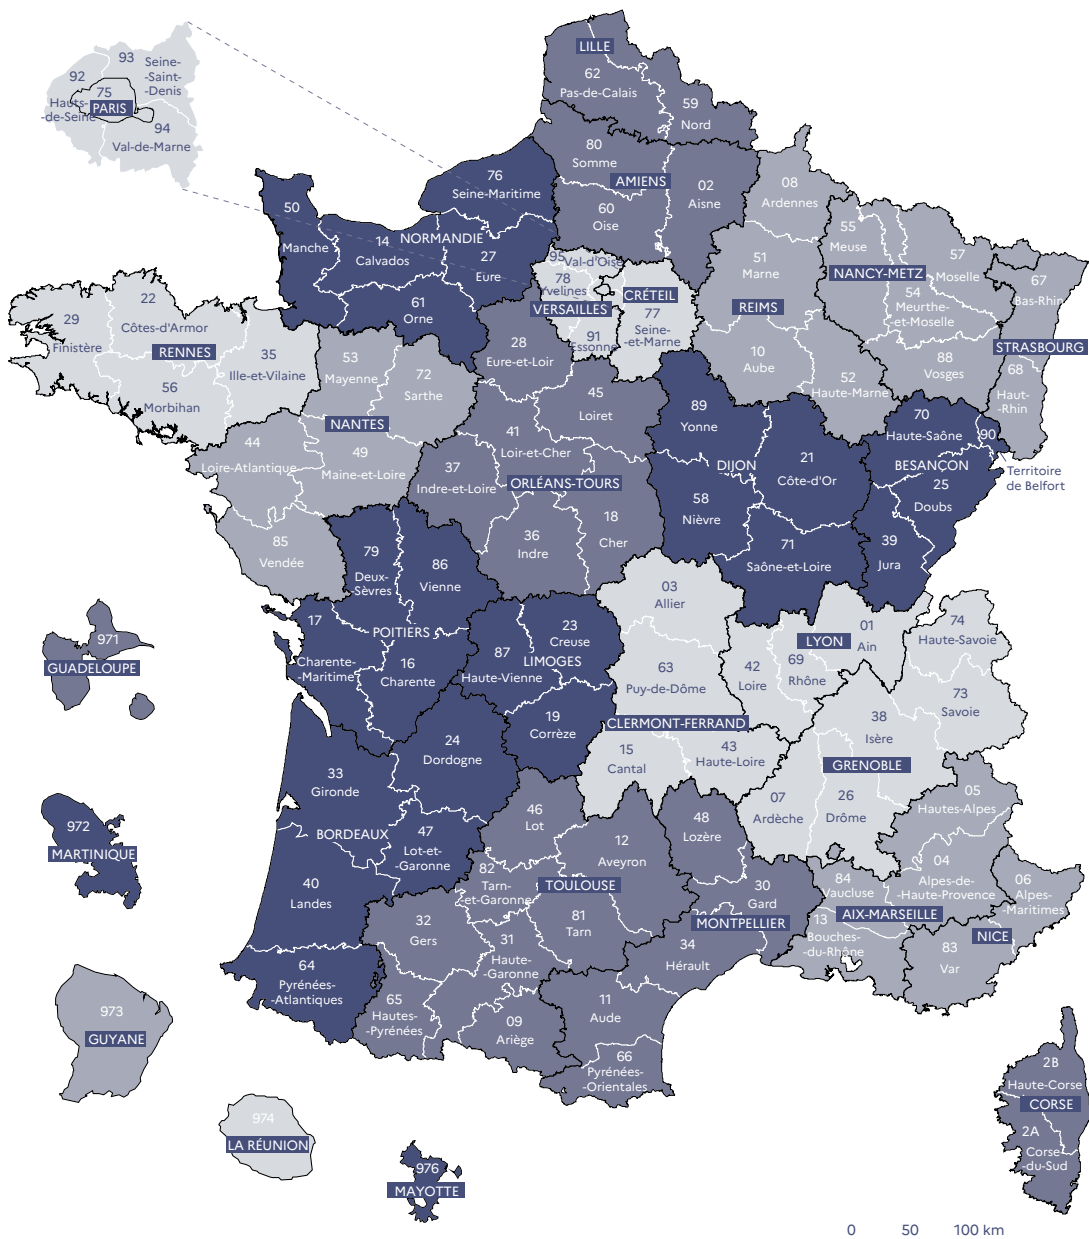 93
Seine-
-Saint-
-Denis
92
Hauts-
-de-Seine
75
PARIS
94
Val-de-Marne
LILLE
62
Pas-de-Calais
59
Nord
80
Somme
AMIENS
02
Aisne
60
Oise
76
Seine-Maritime
50
Manche
14
Calvados
NORMANDIE
27
Eure
61
Orne
08
Ardennes
51
Marne
REIMS
10
Aube
52
Haute-Marne
55
Meuse
57
Moselle
NANCY-METZ
54
Meurthe-
-et-Moselle
88
Vosges
67
Bas-Rhin
STRASBOURG
68
Haut-
-Rhin
95
Val-d'Oise
78
Yvelines
VERSAILLES
91
Essonne
CRÉTEIL
77
Seine-
-et-Marne
22
Côtes-d'Armor
29
Finistère
RENNES
35
Ille-et-Vilaine
56
Morbihan
53
Mayenne
72
Sarthe
NANTES
44
Loire-Atlantique
49
Maine-et-Loire
85
Vendée
28
Eure-et-Loir
45
Loiret
41
Loir-et-Cher
37
Indre-et-Loire
ORLÉANS-TOURS
36
Indre
18
Cher
89
Yonne
DIJON
21
Côte-d'Or
58
Nièvre
71
Saône-et-Loire
70
Haute-Saône
90
Territoire
de Belfort
BESANÇON
25
Doubs
39
Jura
79
Deux-
-Sèvres
86
Vienne
17
POITIERS
Charente-
-Maritime
16
Charente
23
Creuse
87
LIMOGES
Haute-Vienne
19
Corrèze
03
Allier
63
Puy-de-Dôme
CLERMONT-FERRAND
15
Cantal
43
Haute-Loire
LYON
01
Ain
42
Loire
69
Rhône
74
Haute-Savoie
73
Savoie
38
Isère
GRENOBLE
07
Ardèche
26
Drôme
24
Dordogne
33
Gironde
BORDEAUX
47
Lot-et-
-Garonne
40
Landes
64
Pyrénées-
-Atlantiques
46
Lot
12
Aveyron
82
Tarn-
-et-Garonne
TOULOUSE
81
Tarn
32
Gers
31
Haute-
-Garonne
65
Hautes-
-Pyrénées
09
Ariège
48
Lozère
30
Gard
MONTPELLIER
34
Hérault
11
Aude
66
Pyrénées-
-Orientales
05
Hautes-Alpes
04
Alpes-de-
-Haute-Provence
84
Vaucluse
AIX-MARSEILLE
13
Bouches-
-du-Rhône
06
Alpes-
-Maritimes
NICE
83
Var
2B
Haute-Corse
CORSE
2A
Corse-
-du-Sud
971
GUADELOUPE
972
MARTINIQUE
973
GUYANE
974
LA RÉUNION
976
MAYOTTE
0 50 100 km